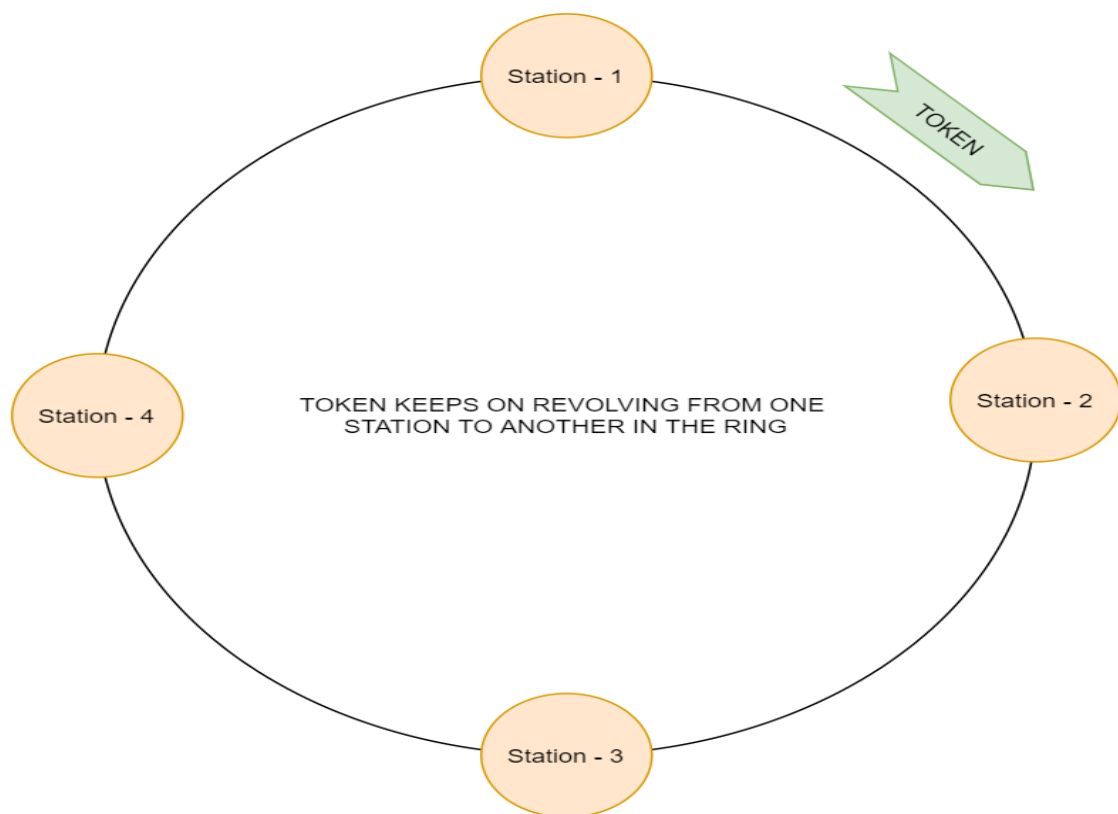 Station - 1
TOKEN
Station - 4
TOKEN KEEPS ON REVOLVING FROM ONE
STATION TO ANOTHER IN THE RING
Station - 2
Station - 3